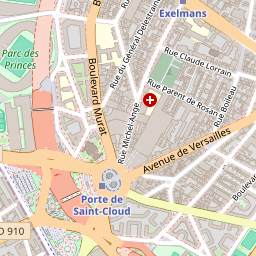 Exelmans
Parc des
Princes
Rue du Général Delestraint
Rue Claude Lorrain
Boulevard Murat
Rue Parent de Rosan
Rue Boileau
Rue Michel-Ange
Avenue de Versailles
Porte de
Saint-Cloud
D 910
Boulevard